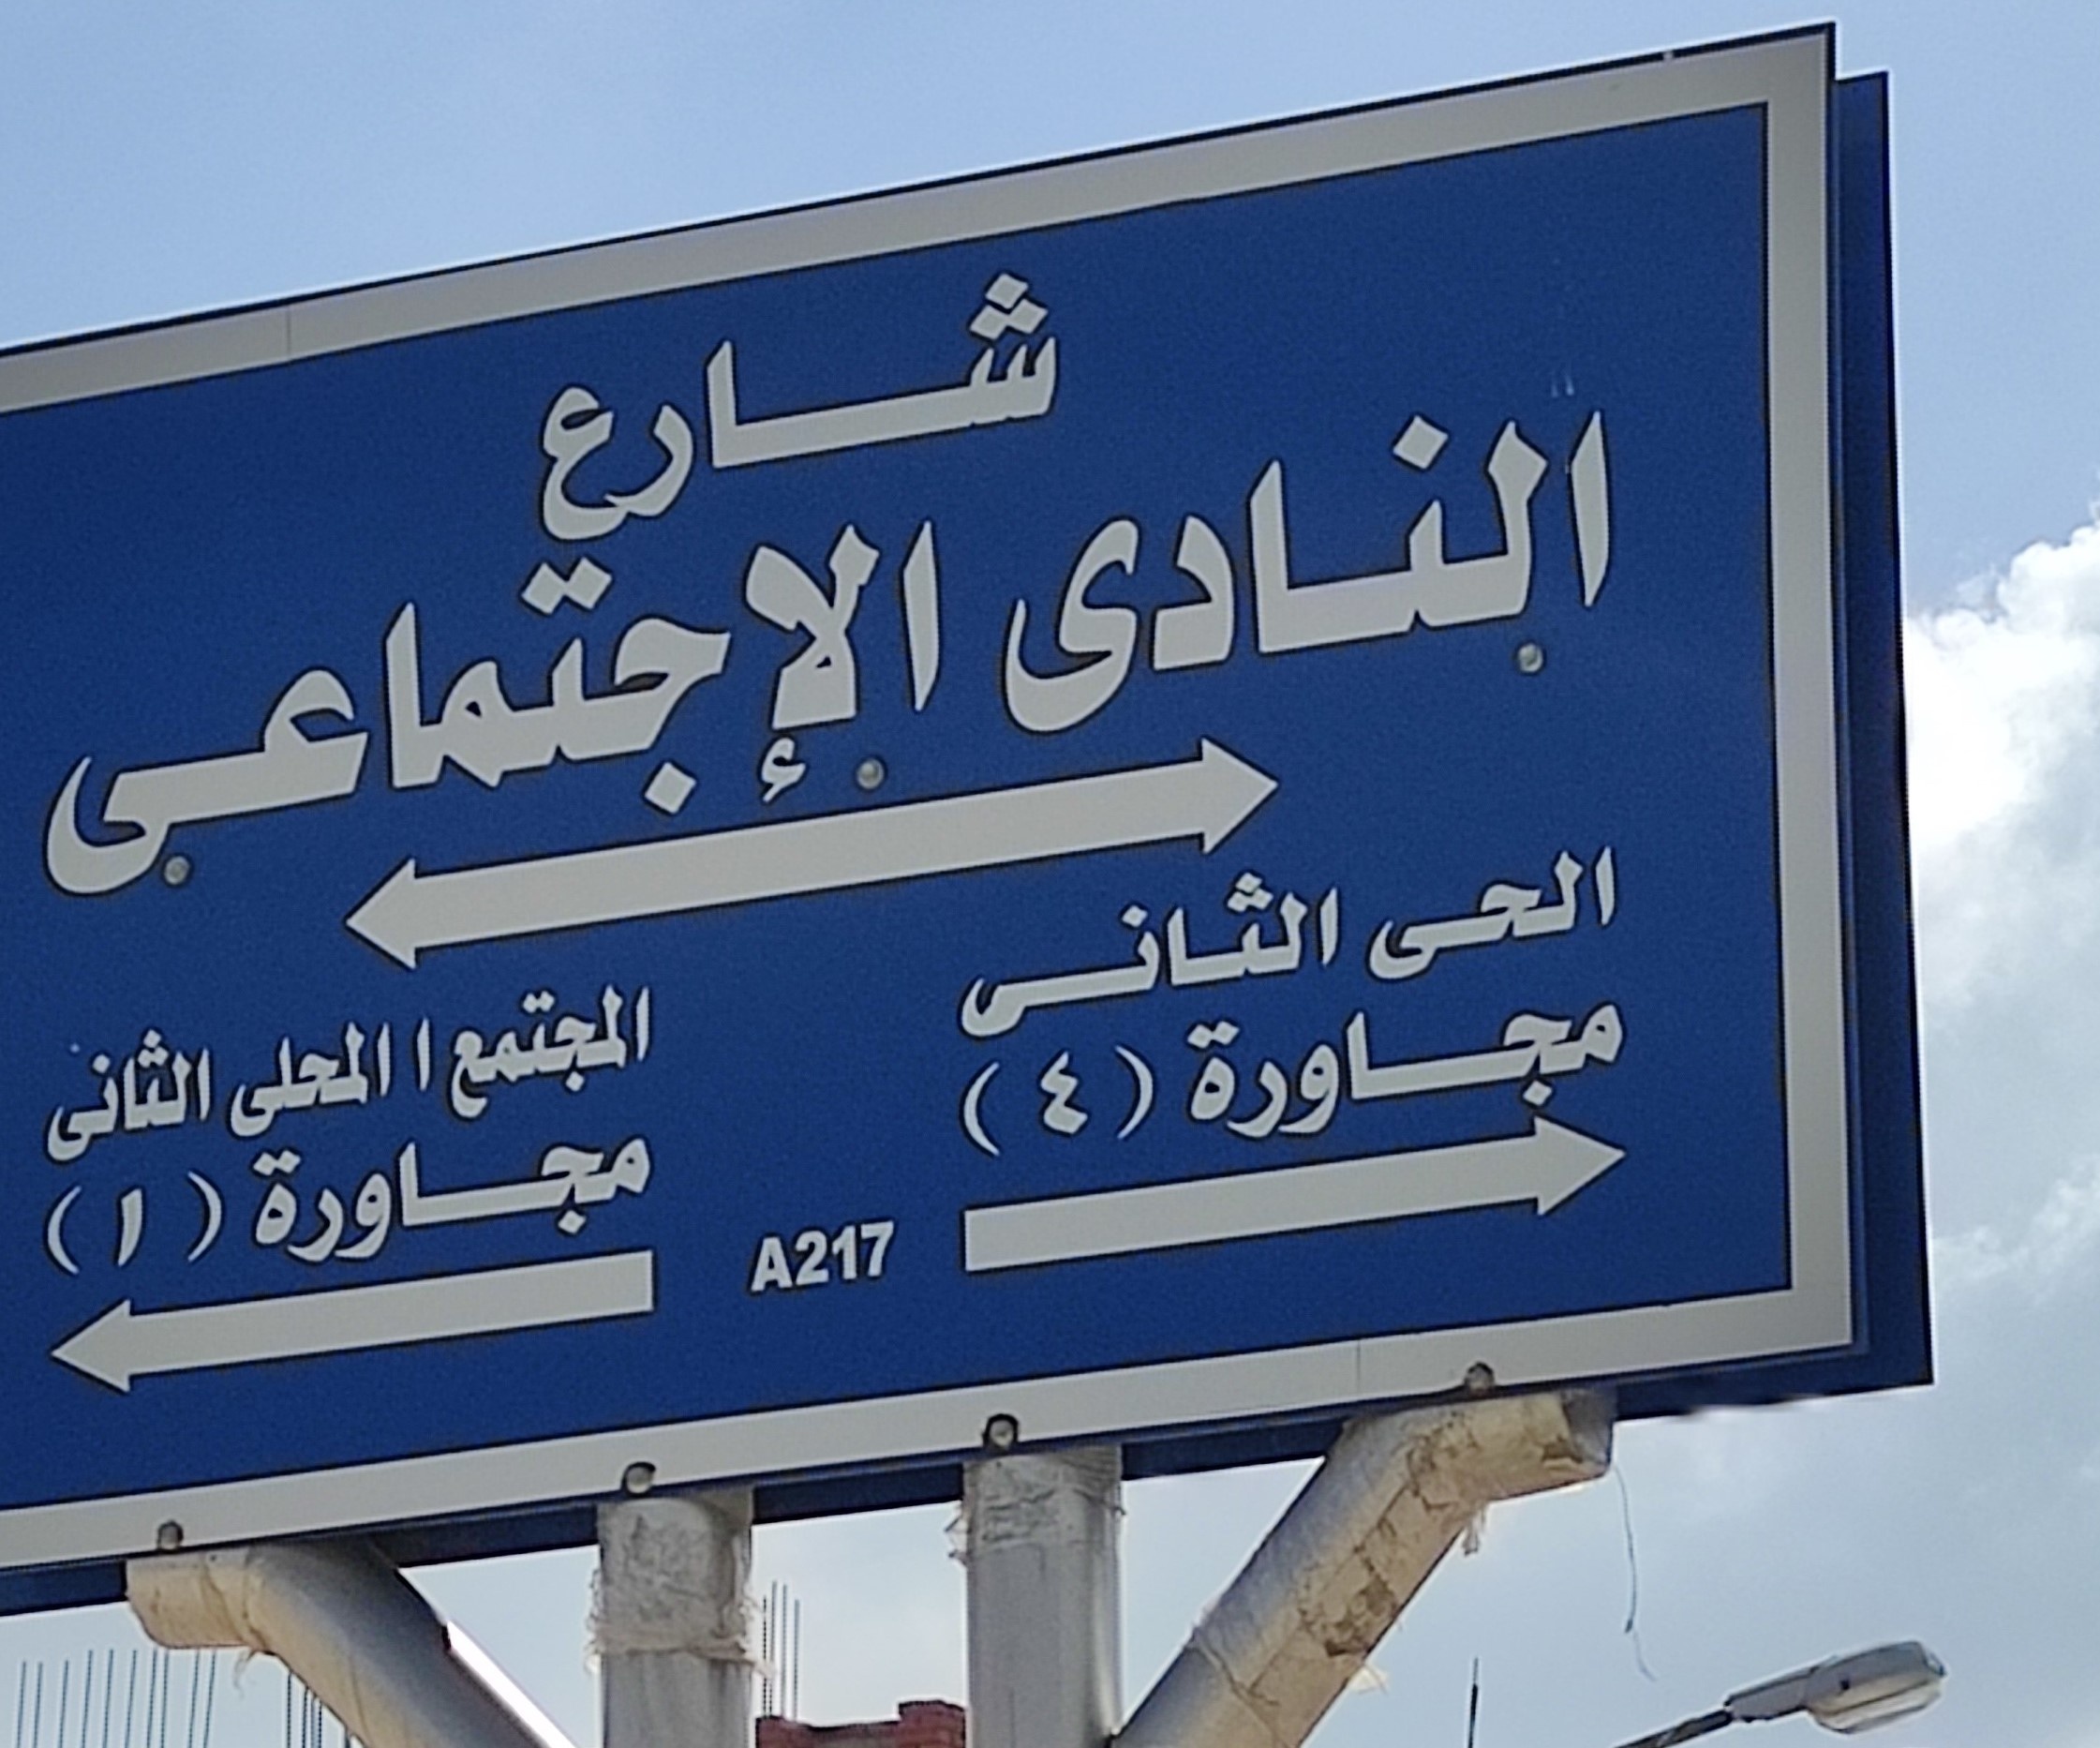 شارع
النادى الإجتماعى
الحى الثانى
مجاورة ( ٤ )
المجتمع ا المحلى الثانى
مجاورة ( ١ )
A217